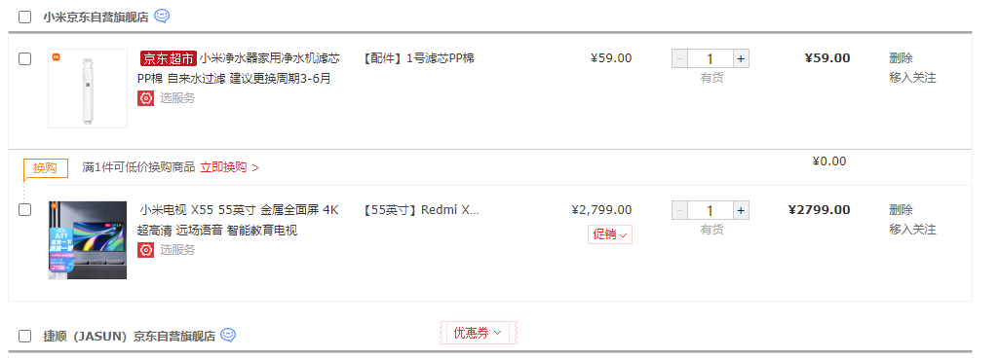 小米京东自营旗舰店
京东超市 小米净水器家用净水机滤芯
PP棉 自来水过滤 建议更换周期3-6月
选服务
【配件】1号滤芯PP棉
¥59.00
- 1 +
有货
¥59.00
删除
移入关注
换购 满1件可低价换购商品 立即换购 >
¥0.00
小米电视 X55 55英寸 金属全面屏 4K
超高清 远场语音 智能教育电视
选服务
【55英寸】Redmi X...
¥2,799.00
促销
- 1 +
有货
¥2799.00
删除
移入关注
捷顺（JASUN）京东自营旗舰店
优惠券